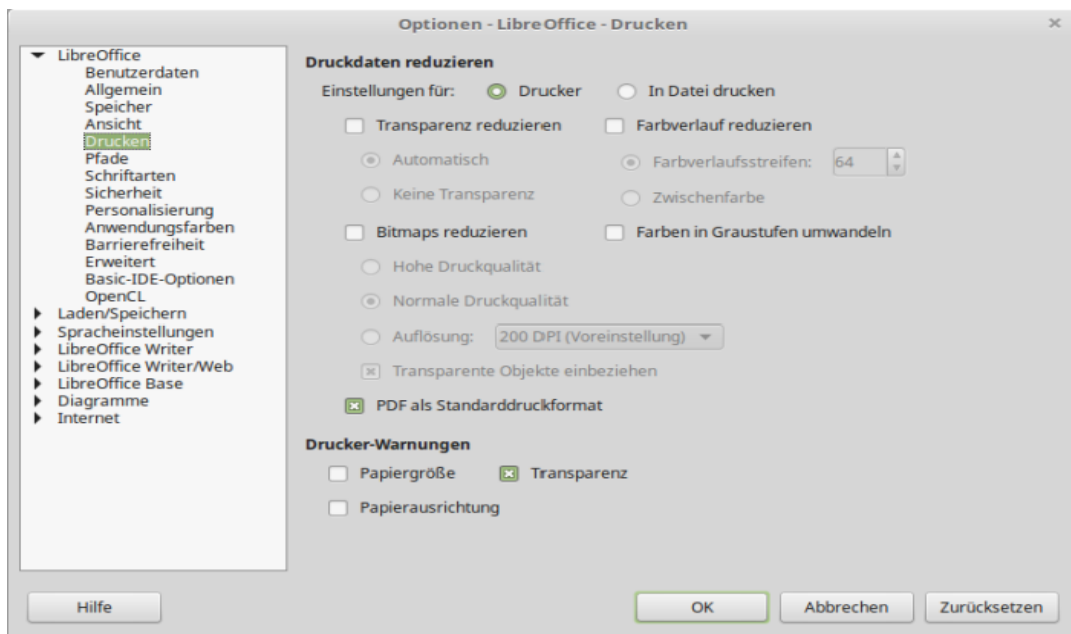 Optionen - LibreOffice - Drucken
LibreOffice
Benutzerdaten
Allgemein
Speicher
Ansicht
Drucken
Pfade
Schriftarten
Sicherheit
Personalisierung
Anwendungsfarben
Barrierefreiheit
Erweitert
Basic-IDE-Optionen
OpenCL
Laden/Speichern
Spracheinstellungen
LibreOffice Writer
LibreOffice Writer/Web
LibreOffice Base
Diagramme
Internet
Druckdaten reduzieren
Einstellungen für: Drucker In Datei drucken
Transparenz reduzieren Farbverlauf reduzieren
Automatisch Farbverlaufsstreifen: 64
Keine Transparenz Zwischenfarbe
Bitmaps reduzieren Farben in Graustufen umwandeln
Hohe Druckqualität
Normale Druckqualität
Auflösung: 200 DPI (Voreinstellung)
Transparente Objekte einbeziehen
PDF als Standarddruckformat
Drucker-Warnungen
Papiergröße Transparenz
Papierausrichtung
Hilfe OK Abbrechen Zurücksetzen